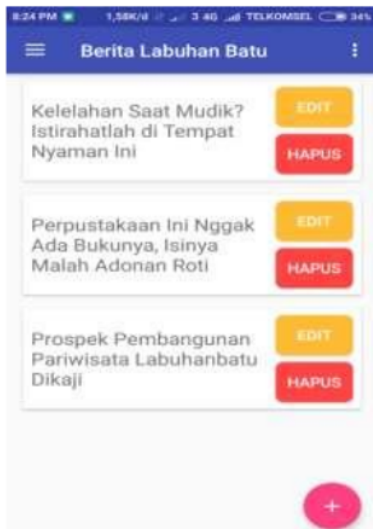 8:24 PM 1,58K/d 3 4G TELKOMSEL 34%
Berita Labuhan Batu
Kelelahan Saat Mudik?
Istirahatlah di Tempat
Nyaman Ini
EDIT
HAPUS
Perpustakaan Ini Nggak
Ada Bukunya, Isinya
Malah Adonan Roti
EDIT
HAPUS
Prospek Pembangunan
Pariwisata Labuhanbatu
Dikaji
EDIT
HAPUS
+